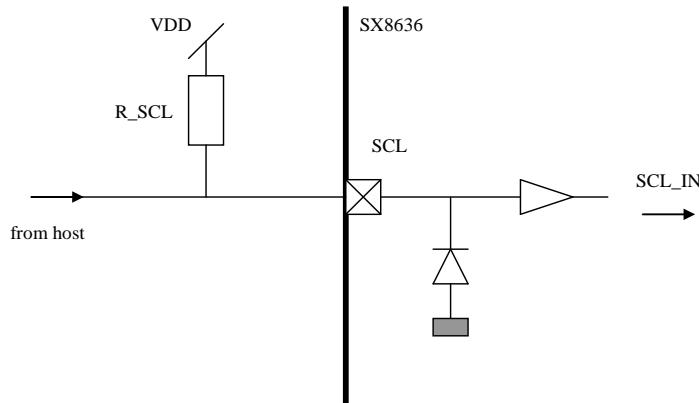 VDD
SX8636
R_SCL
SCL
SCL_IN
from host